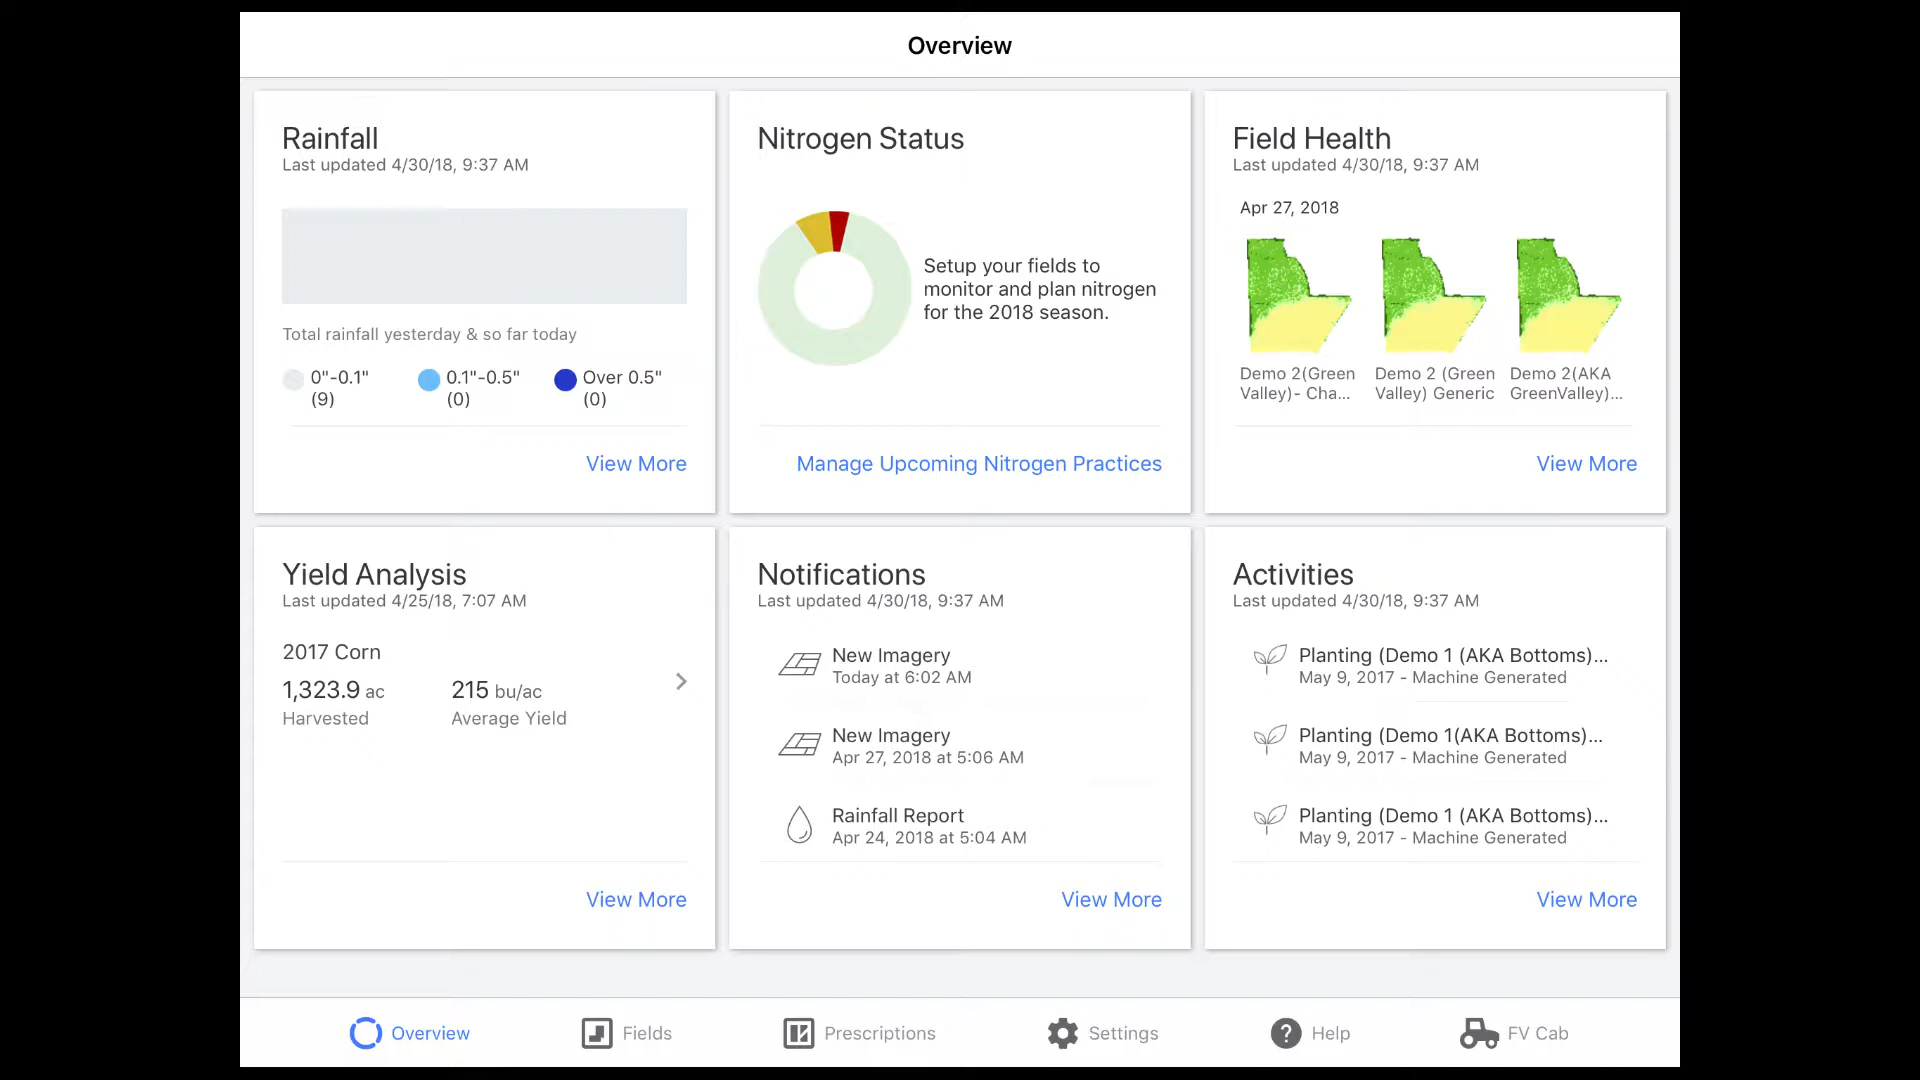 Overview
Rainfall
Last updated 4/30/18, 9:37 AM
Total rainfall yesterday & so far today
0"-0.1"
(9)
0.1"-0.5"
(0)
Over 0.5"
(0)
View More
Nitrogen Status
Setup your fields to
monitor and plan nitrogen
for the 2018 season.
Manage Upcoming Nitrogen Practices
Field Health
Last updated 4/30/18, 9:37 AM
Apr 27, 2018
Demo 2(Green
Valley)- Cha...
Demo 2 (Green
Valley) Generic
Demo 2(AKA
GreenValley)...
View More
Yield Analysis
Last updated 4/25/18, 7:07 AM
2017 Corn
1,323.9 ac
Harvested
215 bu/ac
Average Yield
View More
Notifications
Last updated 4/30/18, 9:37 AM
New Imagery
Today at 6:02 AM
New Imagery
Apr 27, 2018 at 5:06 AM
Rainfall Report
Apr 24, 2018 at 5:04 AM
View More
Activities
Last updated 4/30/18, 9:37 AM
Planting (Demo 1 (AKA Bottoms)...
May 9, 2017 - Machine Generated
Planting (Demo 1(AKA Bottoms)...
May 9, 2017 - Machine Generated
Planting (Demo 1 (AKA Bottoms)...
May 9, 2017 - Machine Generated
View More
Overview
Fields
Prescriptions
Settings
Help
FV Cab